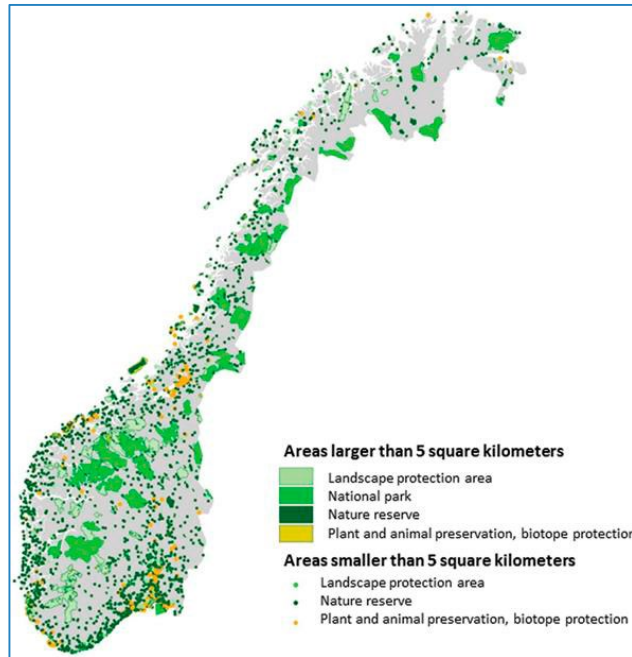 Areas larger than 5 square kilometers
Landscape protection area
National park
Nature reserve
Plant and animal preservation, biotope protection
Areas smaller than 5 square kilometers
Landscape protection area
Nature reserve
Plant and animal preservation, biotope protection